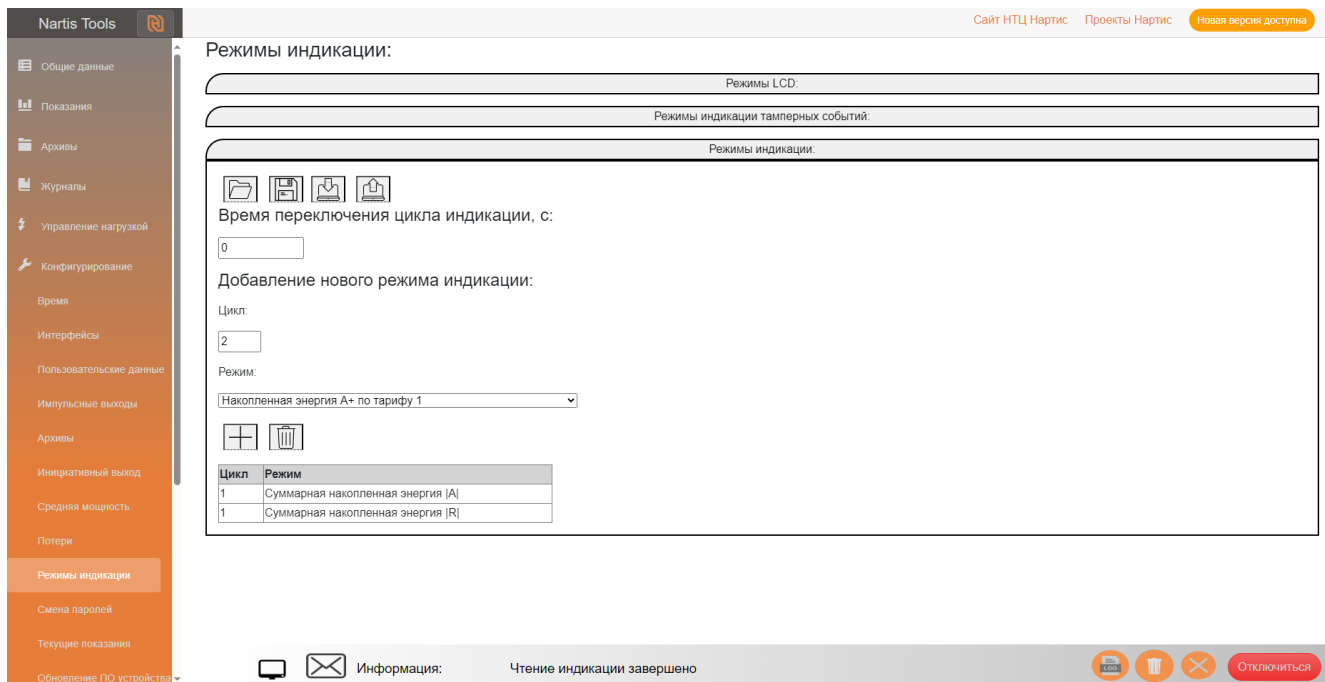 Nartis Tools
Сайт НТЦ Нартис Проекты Нартис Новая версия доступна
Общие данные
Показания
Архивы
Журналы
Управление нагрузкой
Конфигурирование
Время
Интерфейсы
Пользовательские данные
Импульсные выходы
Архивы
Инициативный выход
Средняя мощность
Потери
Режимы индикации
Смена паролей
Текущие показания
Обновление ПО устройства
Режимы индикации:
Режимы LCD:
Режимы индикации тамперных событий:
Режимы индикации:
Время переключения цикла индикации, с:
0
Добавление нового режима индикации:
Цикл:
2
Режим:
Накопленная энергия А+ по тарифу 1
Цикл Режим
1 Суммарная накопленная энергия |A|
1 Суммарная накопленная энергия |R|
Информация: Чтение индикации завершено
LOG
Отключиться